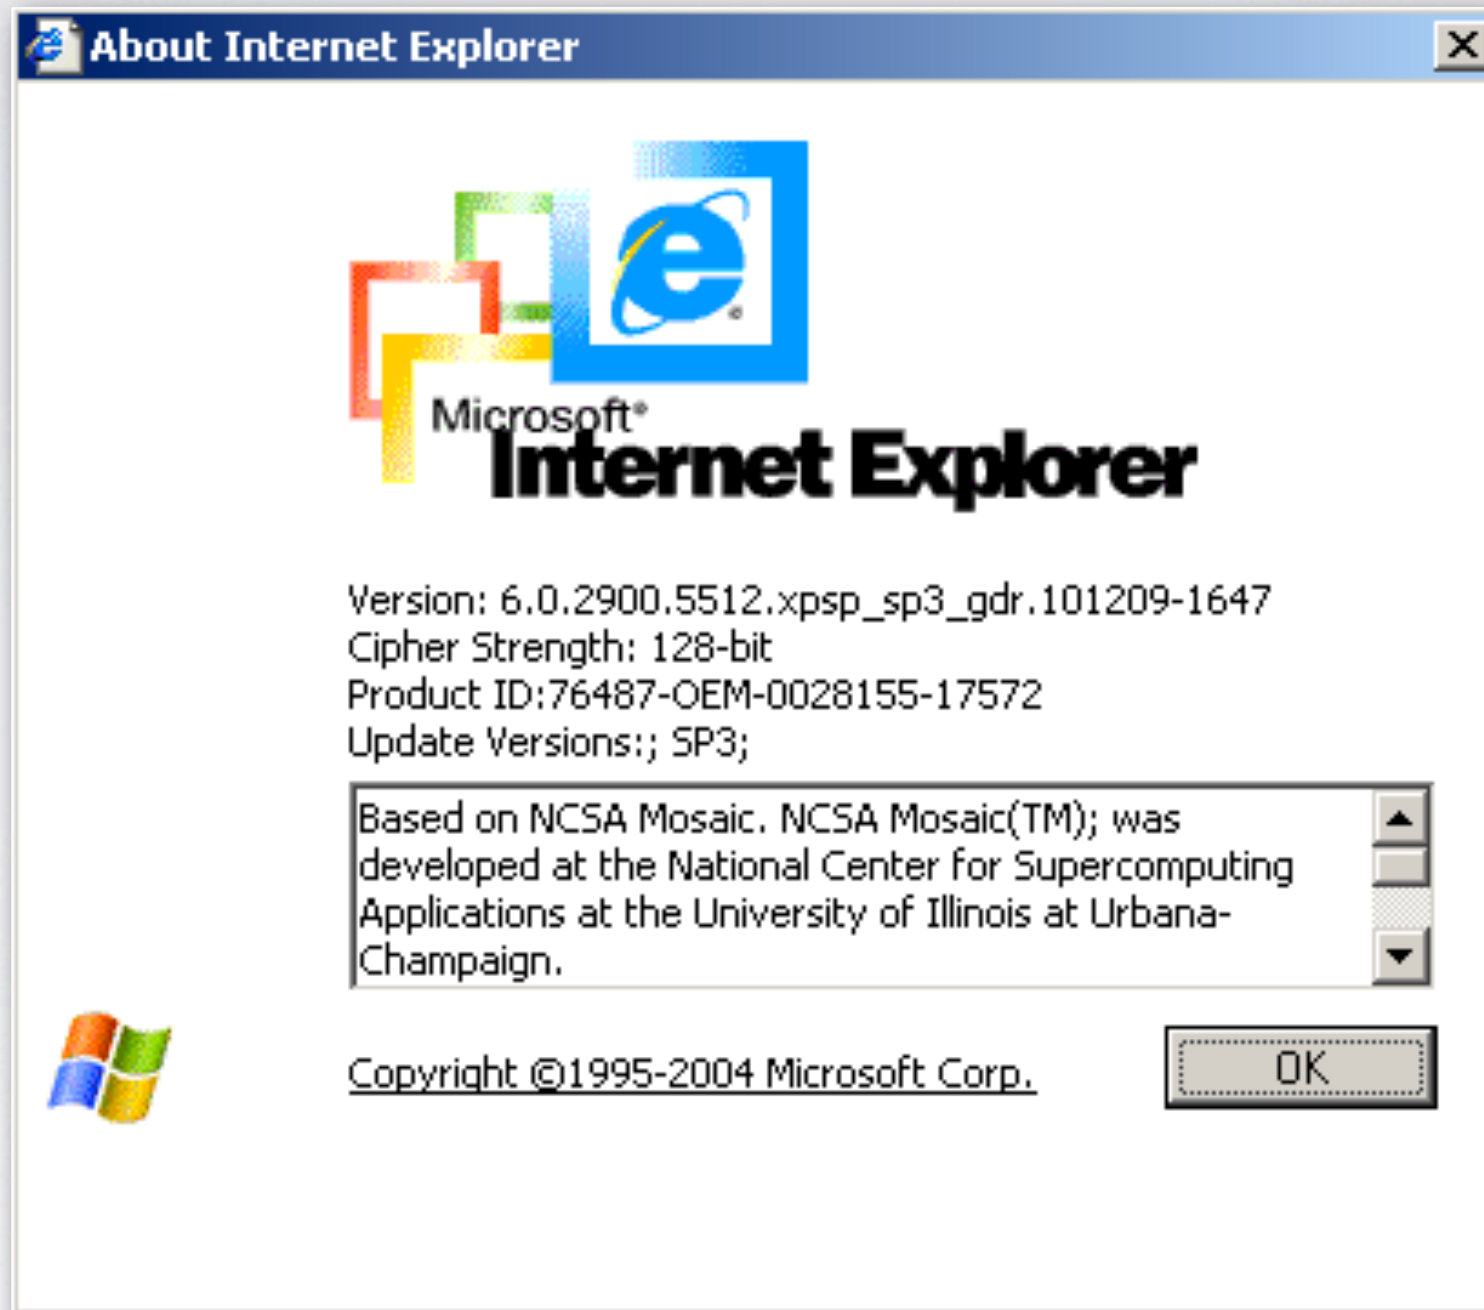 About Internet Explorer
Microsoft®
Internet Explorer
Version: 6.0.2900.5512.xpsp_sp3_gdr.101209-1647
Cipher Strength: 128-bit
Product ID:76487-OEM-0028155-17572
Update Versions:; SP3;
Based on NCSA Mosaic. NCSA Mosaic(TM); was
developed at the National Center for Supercomputing
Applications at the University of Illinois at Urbana-
Champaign.
Copyright ©1995-2004 Microsoft Corp.
OK